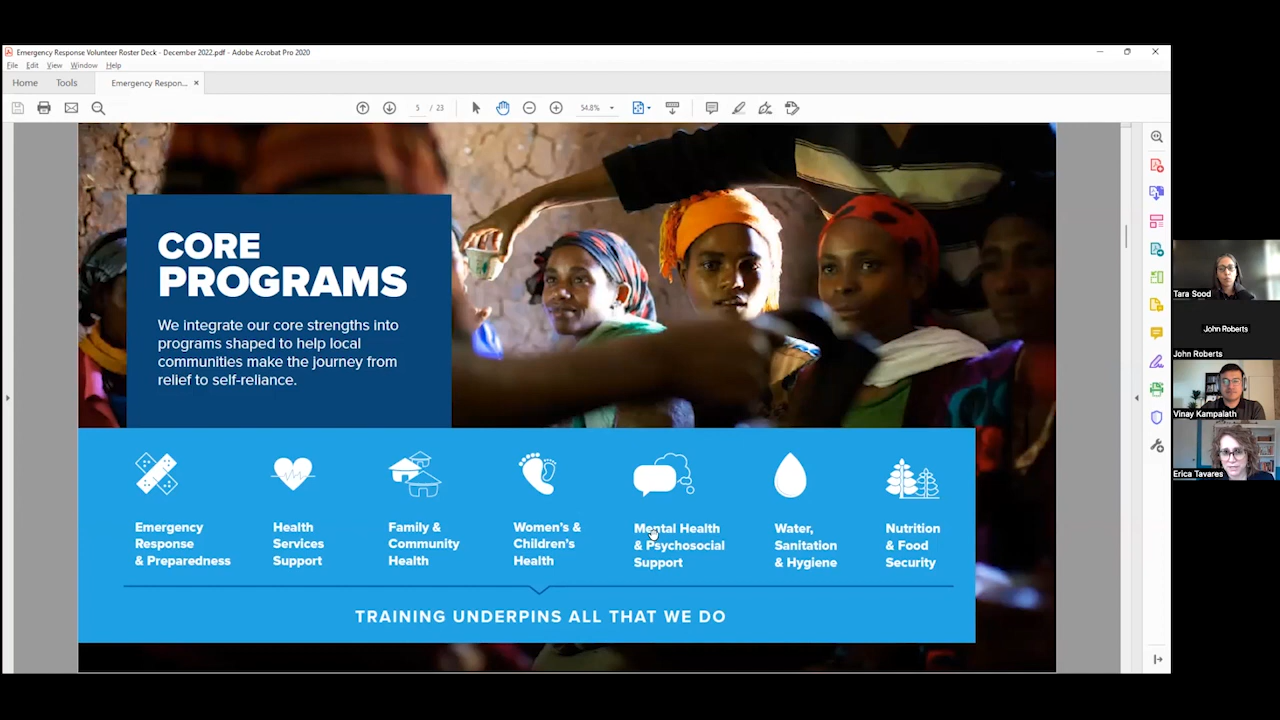 Emergency Response Volunteer Roster Deck - December 2022.pdf - Adobe Acrobat Pro 2020
File Edit View Window Help
Home Tools Emergency Respon... ×
5 / 23 54.8%
CORE
PROGRAMS
We integrate our core strengths into
programs shaped to help local
communities make the journey from
relief to self-reliance.
Emergency
Response
& Preparedness
Health
Services
Support
Family &
Community
Health
Women's &
Children's
Health
Mental Health
& Psychosocial
Support
Water,
Sanitation
& Hygiene
Nutrition
& Food
Security
TRAINING UNDERPINS ALL THAT WE DO
Tara Sood
John Roberts
John Roberts
Vinay Kampalath
Erica Tavares